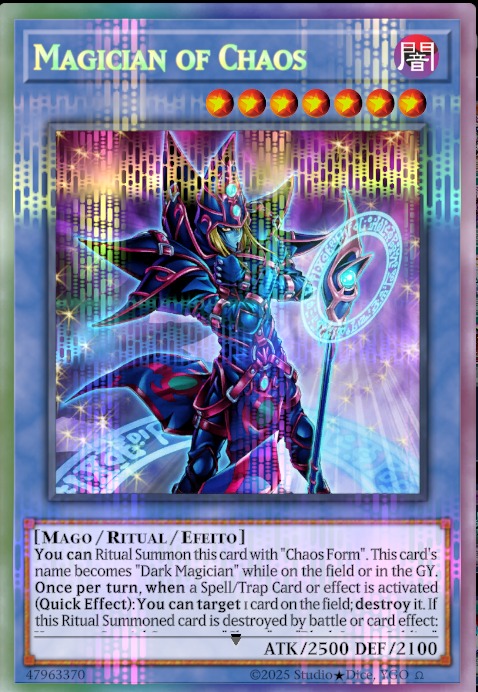 Magician of Chaos
闇
[Mago/Ritual/Efeito]
You can Ritual Summon this card with "Chaos Form". This card's
name becomes "Dark Magician" while on the field or in the GY.
Once per turn, when a Spell/Trap Card or effect is activated
(Quick Effect): You can target 1 card on the field; destroy it. If
this Ritual Summoned card is destroyed by battle or card effect:
ATK/2500 DEF/2100
47963370 ©2025 Studio★Dice, YGO Ω